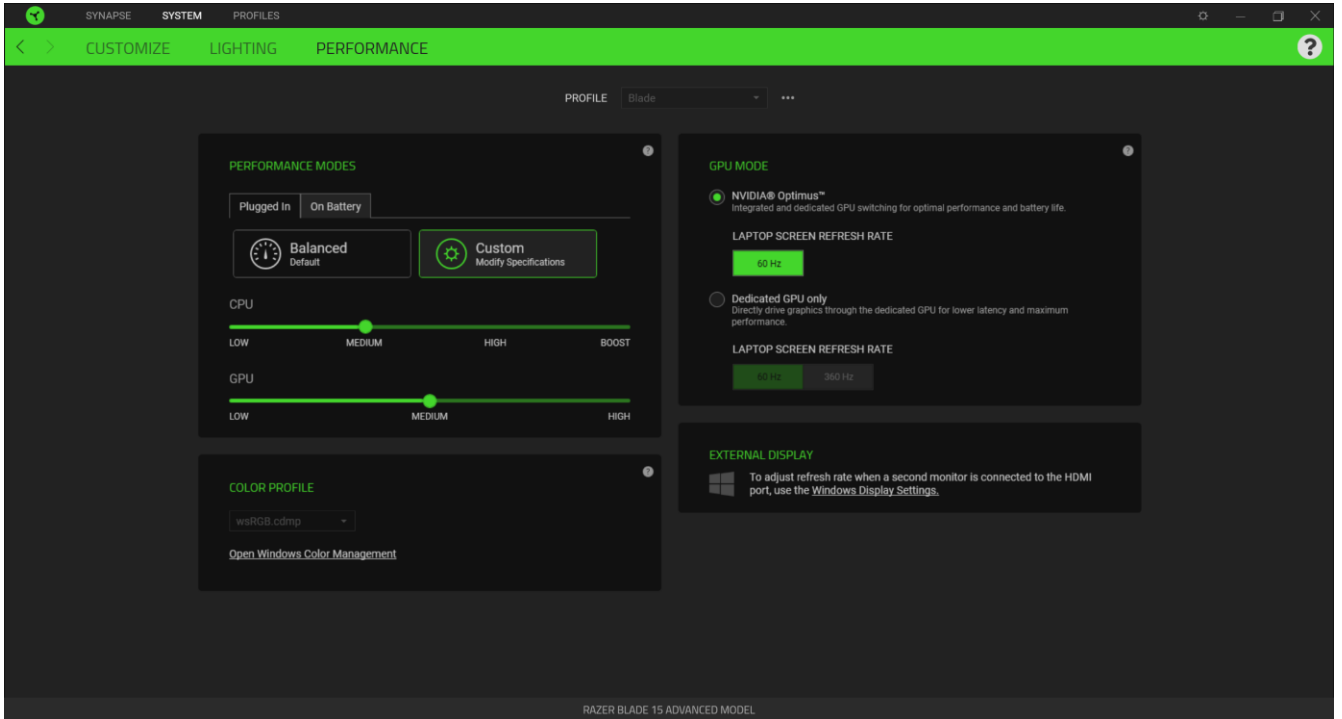 SYNAPSE SYSTEM PROFILES
CUSTOMIZE LIGHTING PERFORMANCE ?
PROFILE Blade
PERFORMANCE MODES
Plugged In On Battery
Balanced
Default
Custom
Modify Specifications
CPU
LOW MEDIUM HIGH BOOST
GPU
LOW MEDIUM HIGH
COLOR PROFILE
wsRGB.cdmp
Open Windows Color Management
GPU MODE
NVIDIA® Optimus™
Integrated and dedicated GPU switching for optimal performance and battery life.
LAPTOP SCREEN REFRESH RATE
60 Hz
Dedicated GPU only
Directly drive graphics through the dedicated GPU for lower latency and maximum
performance.
LAPTOP SCREEN REFRESH RATE
60 Hz 360 Hz
EXTERNAL DISPLAY
To adjust refresh rate when a second monitor is connected to the HDMI
port, use the Windows Display Settings.
RAZER BLADE 15 ADVANCED MODEL